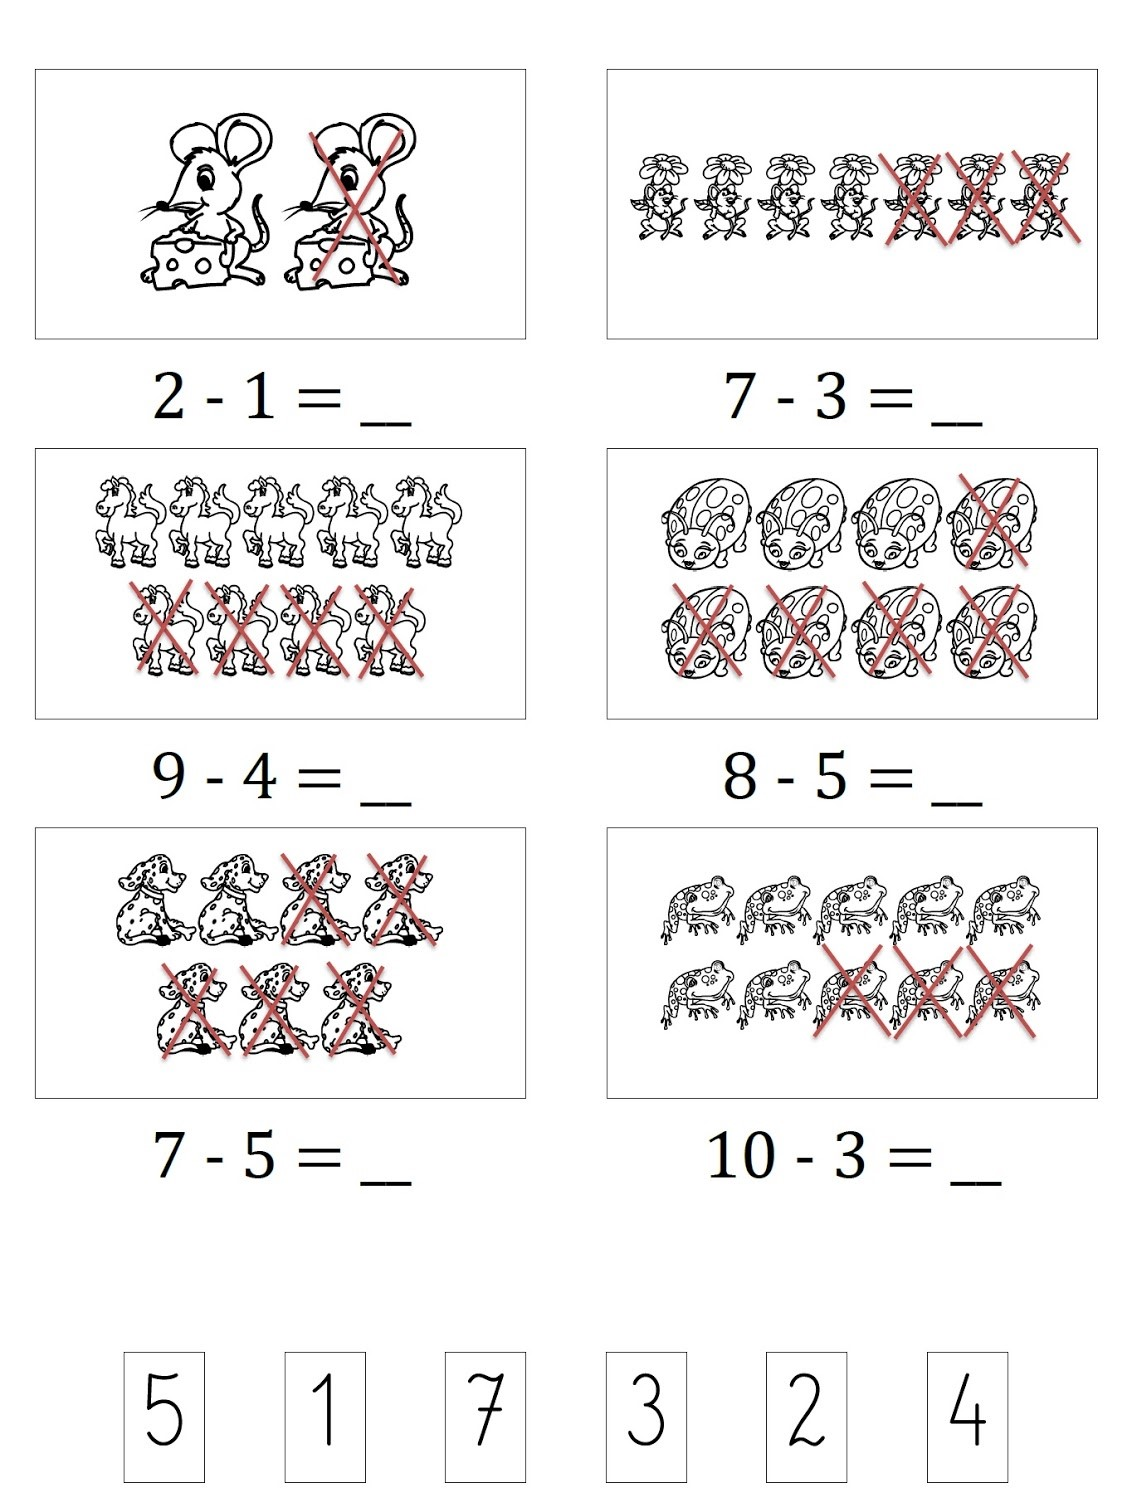 2 - 1 = __
7 - 3 = __
9 - 4 = __
8 - 5 = __
7 - 5 = __
10 - 3 = __
5 1 7 3 2 4